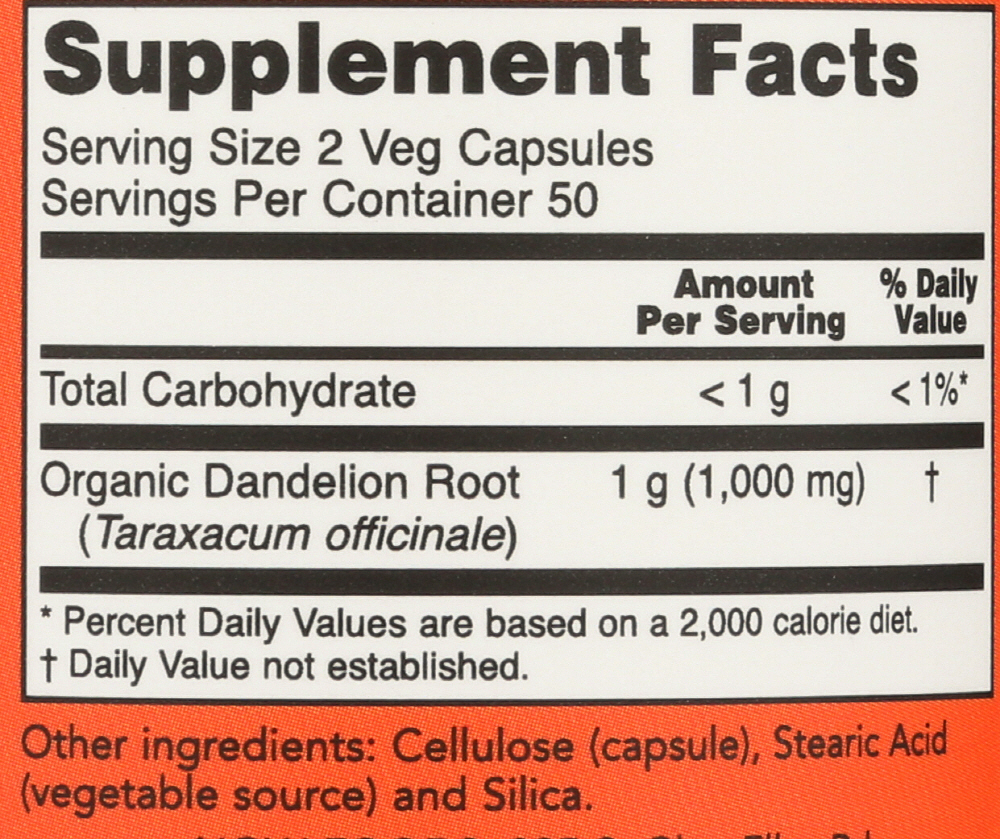 Supplement Facts
Serving Size 2 Veg Capsules
Servings Per Container 50
Amount % Daily
Per Serving Value
Total Carbohydrate < 1 g < 1%*
Organic Dandelion Root 1 g (1,000 mg) †
(Taraxacum officinale)
* Percent Daily Values are based on a 2,000 calorie diet.
† Daily Value not established.
Other ingredients: Cellulose (capsule), Stearic Acid
(vegetable source) and Silica.